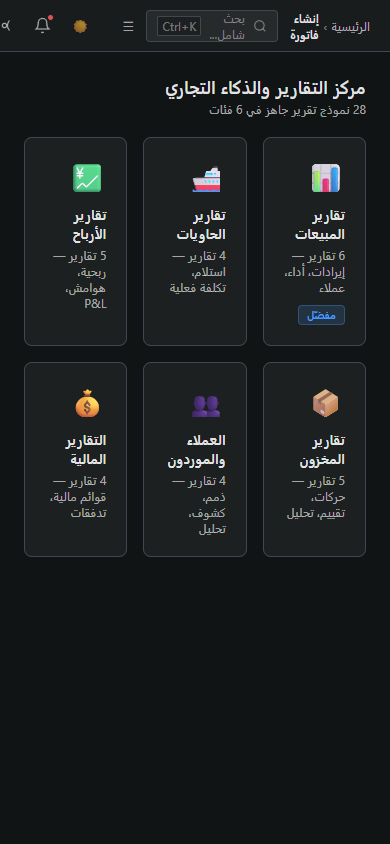 الرئيسية › إنشاء فاتورة
بحث شامل... Ctrl+K
مركز التقارير والذكاء التجاري
28 نموذج تقرير جاهز في 6 فئات
تقارير
المبيعات
6 تقارير —
إيرادات، أداء،
عملاء
مفضّل
تقارير
الحاويات
4 تقارير —
استلام،
تكلفة فعلية
تقارير
الأرباح
5 تقارير —
ربحية،
هوامش،
P&L
تقارير
المخزون
5 تقارير —
حركات،
تقييم، تحليل
العملاء
والموردون
4 تقارير —
ذمم،
كشوف،
تحليل
التقارير
المالية
4 تقارير —
قوائم مالية،
تدفقات